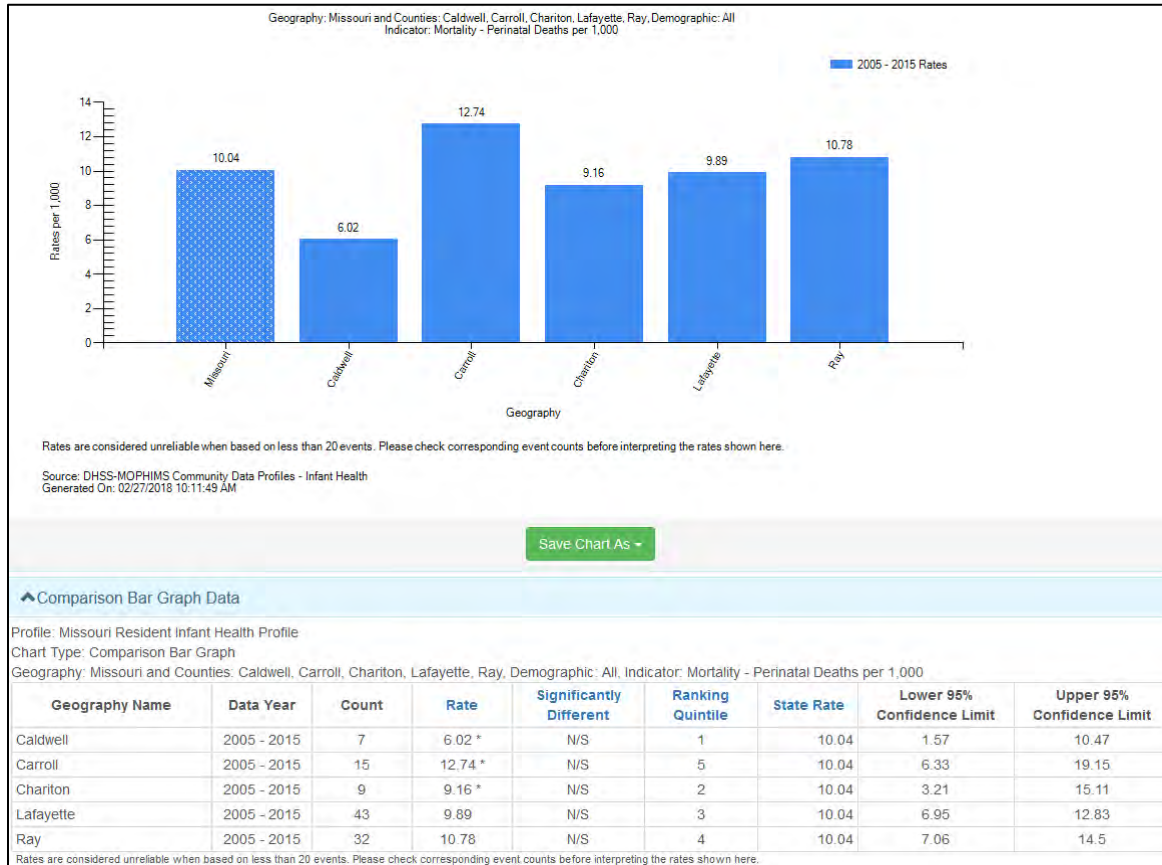 Geography: Missouri and Counties: Caldwell, Carroll, Chariton, Lafayette, Ray, Demographic: All
Indicator: Mortality - Perinatal Deaths per 1,000
2005 - 2015 Rates
14
12
10
8
6
4
2
0
Rates per 1,000
10.04
6.02
12.74
9.16
9.89
10.78
Missouri
Caldwell
Carroll
Chariton
Lafayette
Ray
Geography
Rates are considered unreliable when based on less than 20 events. Please check corresponding event counts before interpreting the rates shown here.
Source: DHSS-MOPHIMS Community Data Profiles - Infant Health
Generated On: 02/27/2018 10:11:49 AM
Save Chart As
Comparison Bar Graph Data
Profile: Missouri Resident Infant Health Profile
Chart Type: Comparison Bar Graph
Geography: Missouri and Counties: Caldwell, Carroll, Chariton, Lafayette, Ray, Demographic: All, Indicator: Mortality - Perinatal Deaths per 1,000
Geography Name Data Year Count Rate Significantly Different Ranking Quintile State Rate Lower 95% Confidence Limit Upper 95% Confidence Limit
Caldwell 2005 - 2015 7 6.02 * N/S 1 10.04 1.57 10.47
Carroll 2005 - 2015 15 12.74 * N/S 5 10.04 6.33 19.15
Chariton 2005 - 2015 9 9.16 * N/S 2 10.04 3.21 15.11
Lafayette 2005 - 2015 43 9.89 N/S 3 10.04 6.95 12.83
Ray 2005 - 2015 32 10.78 N/S 4 10.04 7.06 14.5
Rates are considered unreliable when based on less than 20 events. Please check corresponding event counts before interpreting the rates shown here.